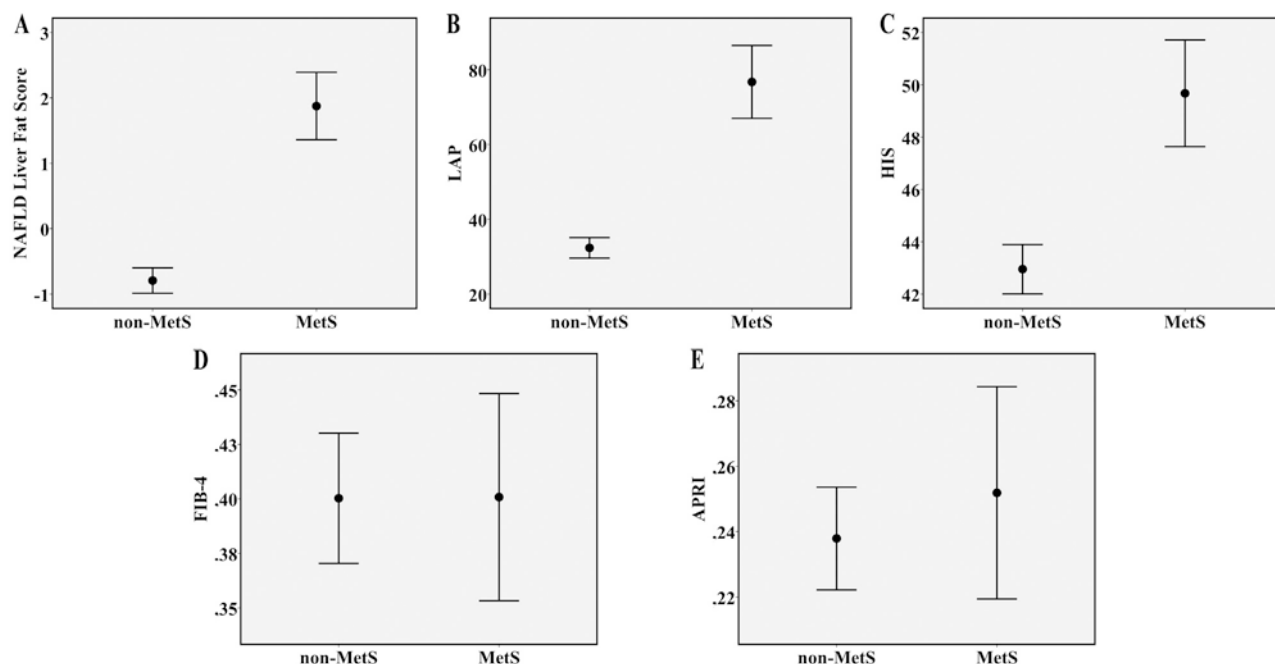 A
NAFLD Liver Fat Score
3
2
1
0
-1
non-MetS MetS
B
LAP
80
60
40
20
non-MetS MetS
C
HIS
52
50
48
46
44
42
non-MetS MetS
D
FIB-4
.45
.43
.40
.38
.35
non-MetS MetS
E
APRI
.28
.26
.24
.22
non-MetS MetS